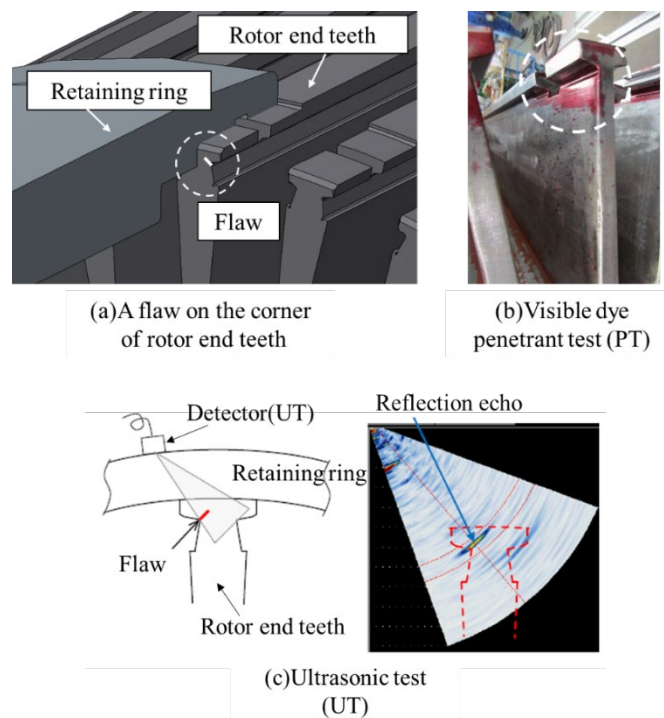 Rotor end teeth
Retaining ring
Flaw
(a)A flaw on the corner
of rotor end teeth
(b)Visible dye
penetrant test (PT)
Detector(UT)
Reflection echo
Retaining ring
Flaw
Rotor end teeth
(c)Ultrasonic test
(UT)